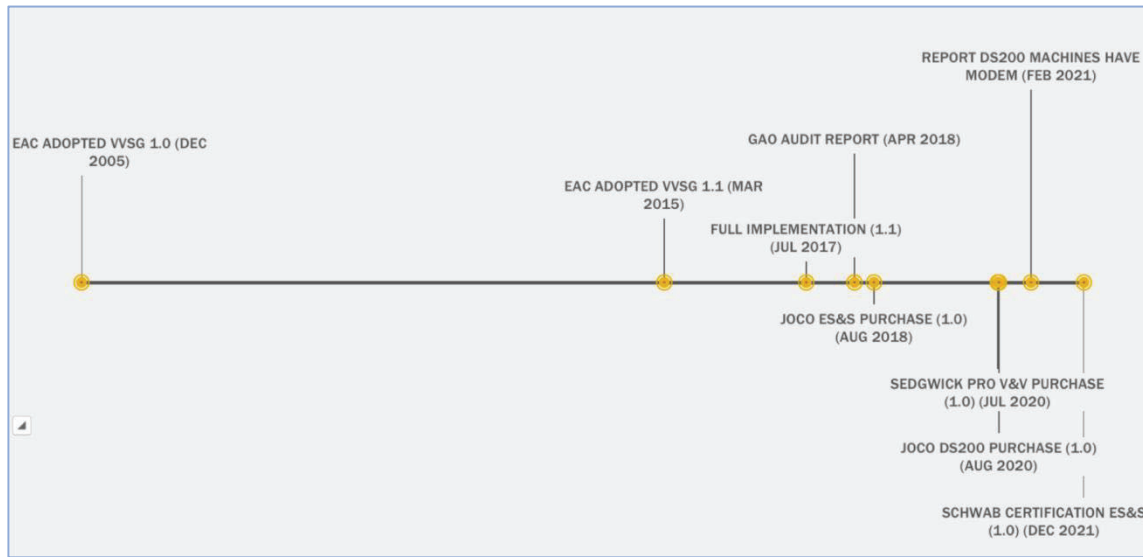 REPORT DS200 MACHINES HAVE
MODEM (FEB 2021)
EAC ADOPTED VVSG 1.0 (DEC
2005)
GAO AUDIT REPORT (APR 2018)
EAC ADOPTED VVSG 1.1 (MAR
2015)
FULL IMPLEMENTATION (1.1)
(JUL 2017)
JOCO ES&S PURCHASE (1.0)
(AUG 2018)
SEDGWICK PRO V&V PURCHASE
(1.0) (JUL 2020)
JOCO DS200 PURCHASE (1.0)
(AUG 2020)
SCHWAB CERTIFICATION ES&S
(1.0) (DEC 2021)